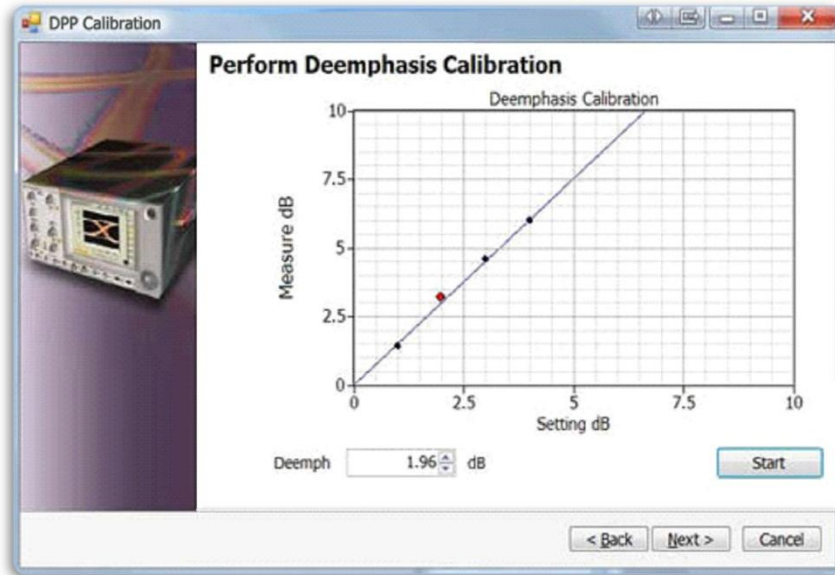 DPP Calibration
Perform Deemphasis Calibration
Deemphasis Calibration
10
7.5
5
2.5
0
Measure dB
0 2.5 5 7.5 10
Setting dB
Deemph 1.96 dB Start
< Back Next > Cancel